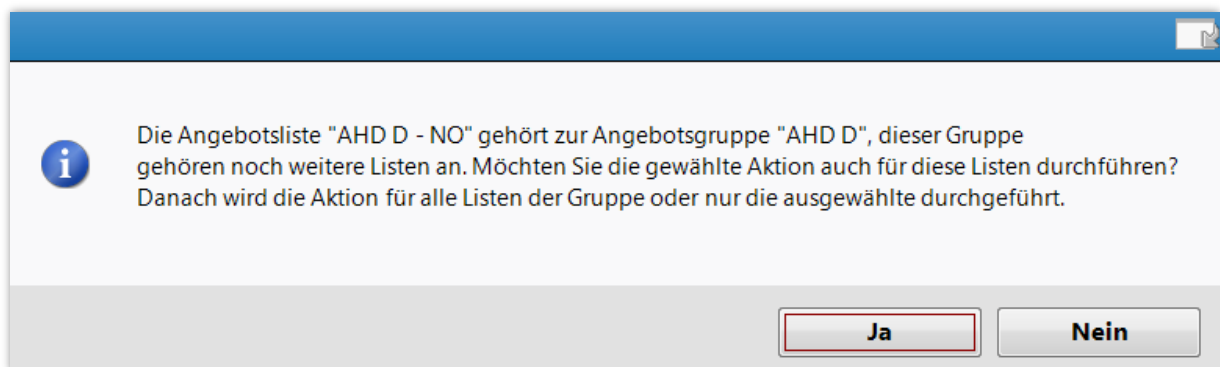 Die Angebotsliste "AHD D - NO" gehört zur Angebotsgruppe "AHD D", dieser Gruppe
gehören noch weitere Listen an. Möchten Sie die gewählte Aktion auch für diese Listen durchführen?
Danach wird die Aktion für alle Listen der Gruppe oder nur die ausgewählte durchgeführt.
Ja Nein